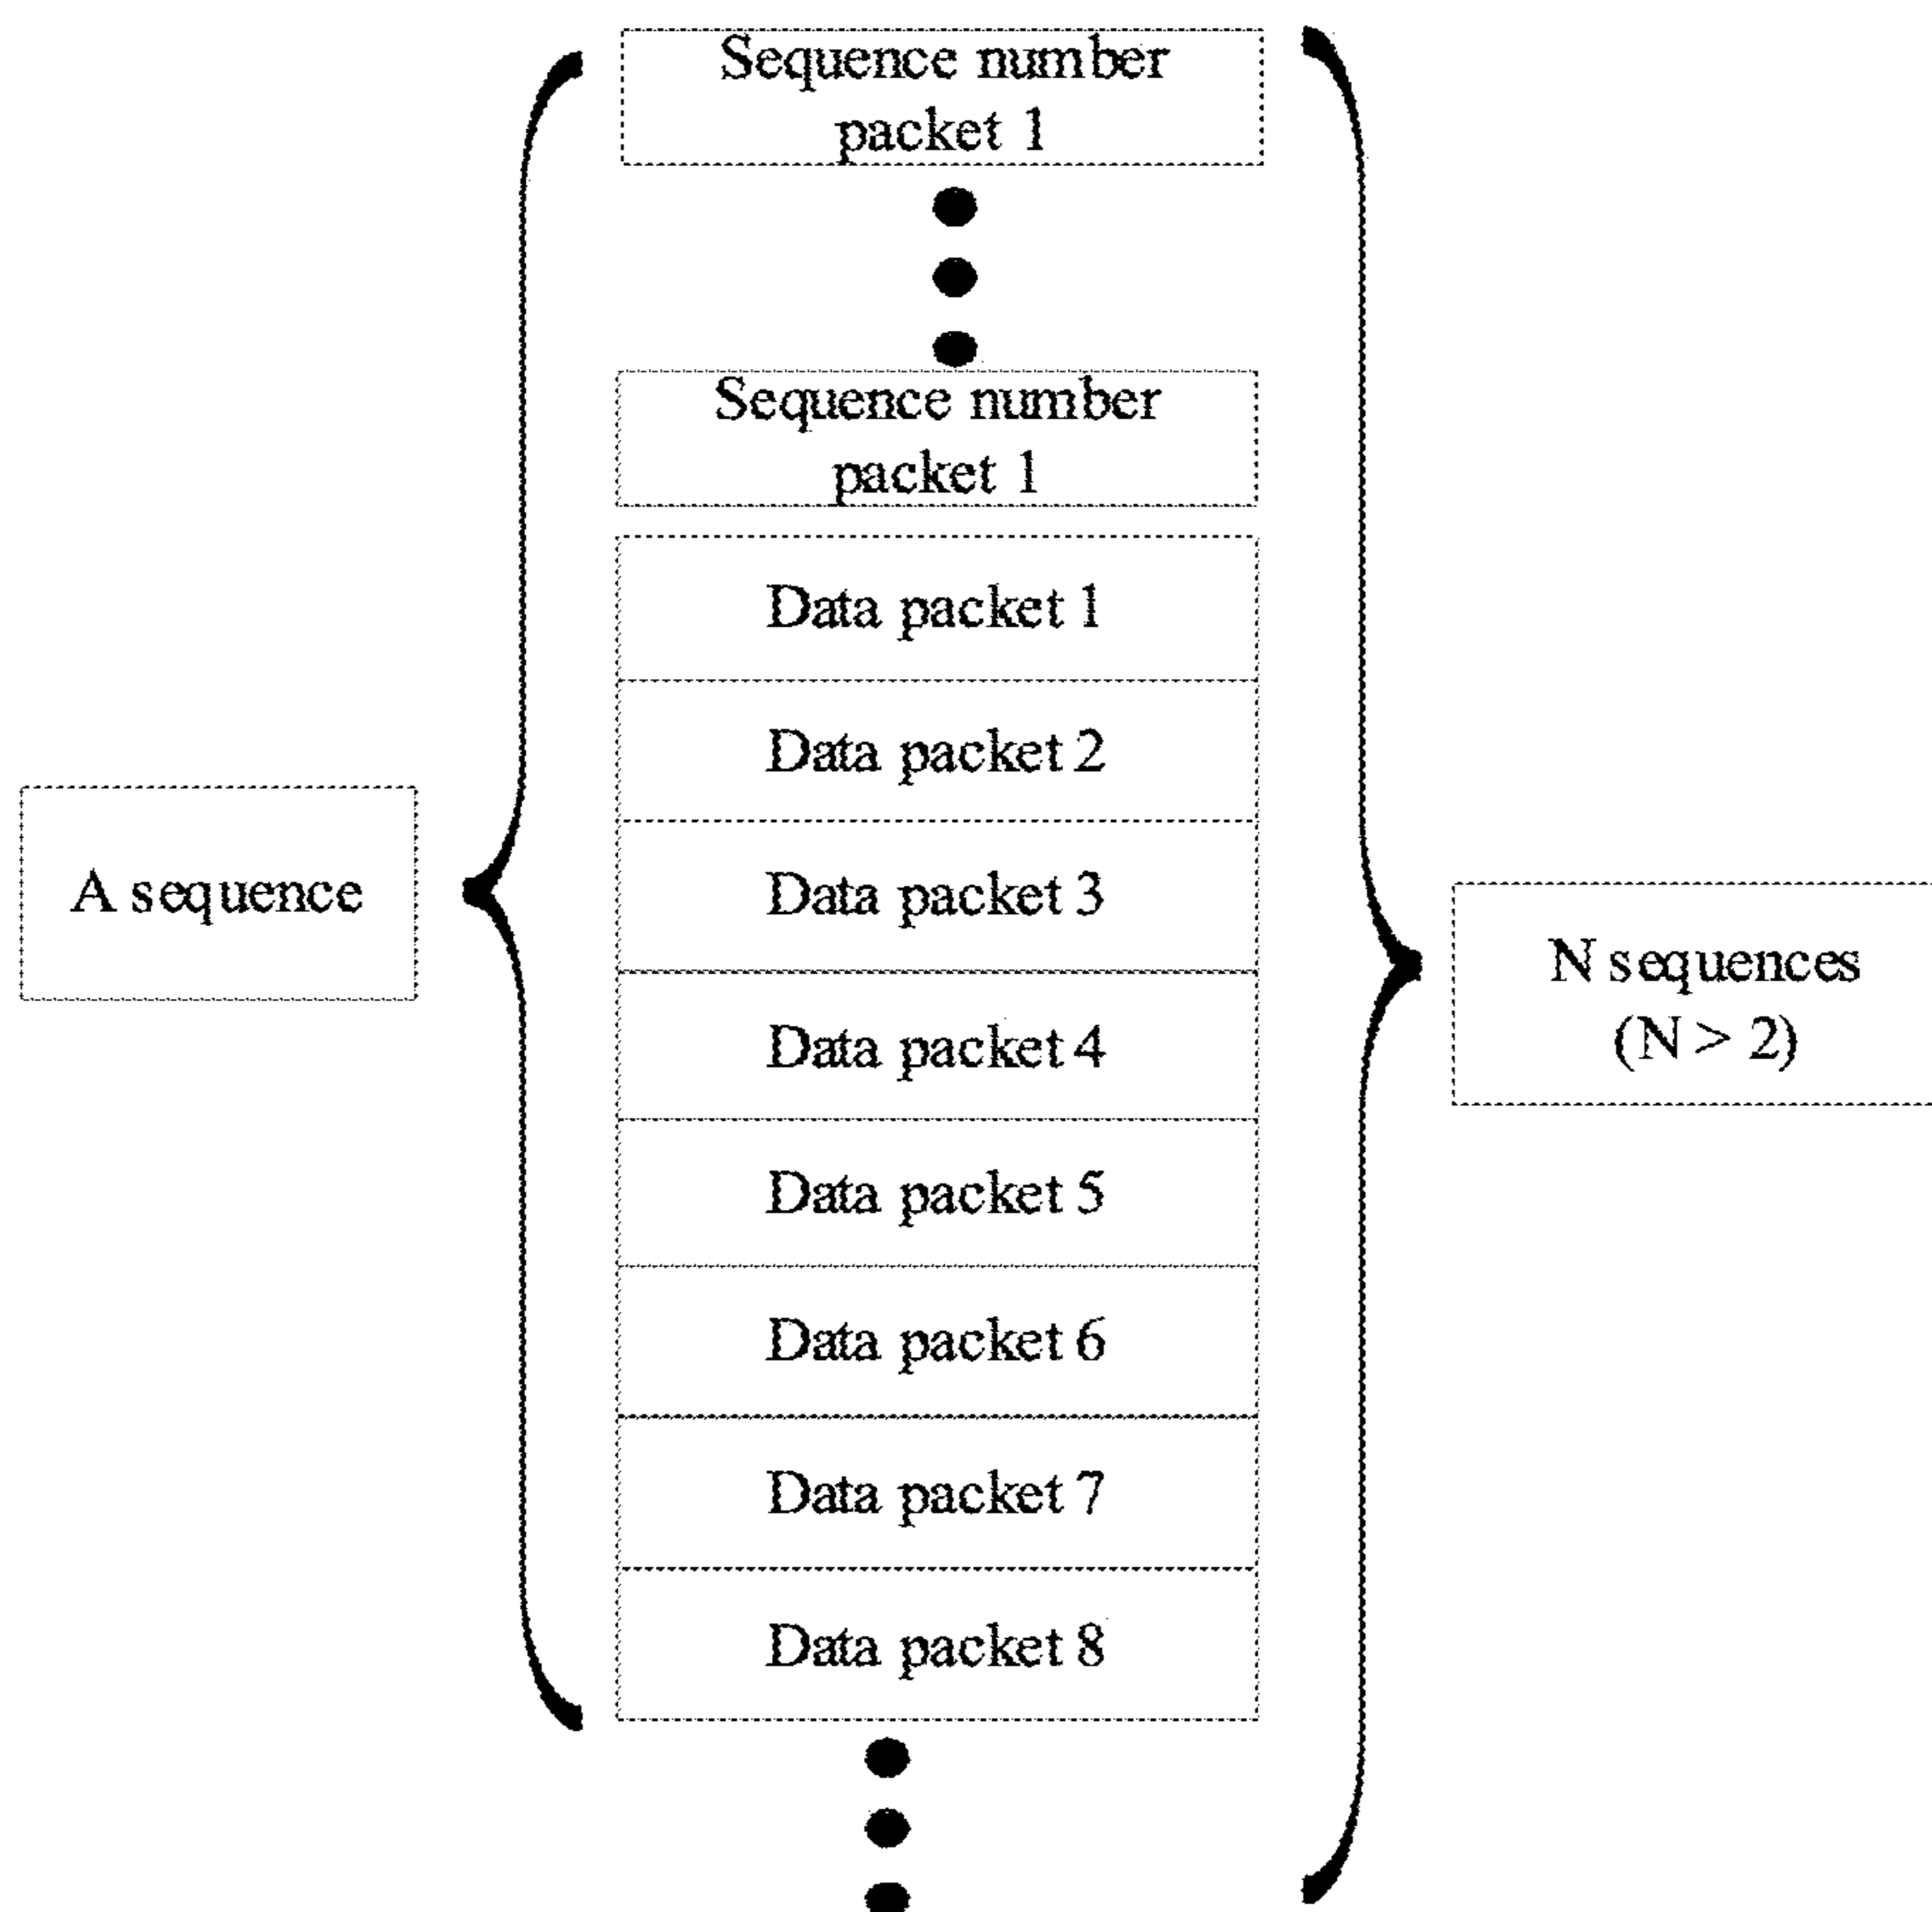 Sequence number
packet 1
Sequence number
packet 1
Data packet 1
Data packet 2
Data packet 3
Data packet 4
Data packet 5
Data packet 6
Data packet 7
Data packet 8
A sequence
N sequences
(N > 2)